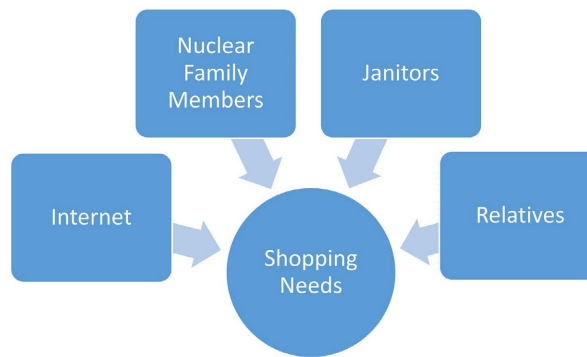 Nuclear
Family
Members
Janitors
Internet
Relatives
Shopping
Needs